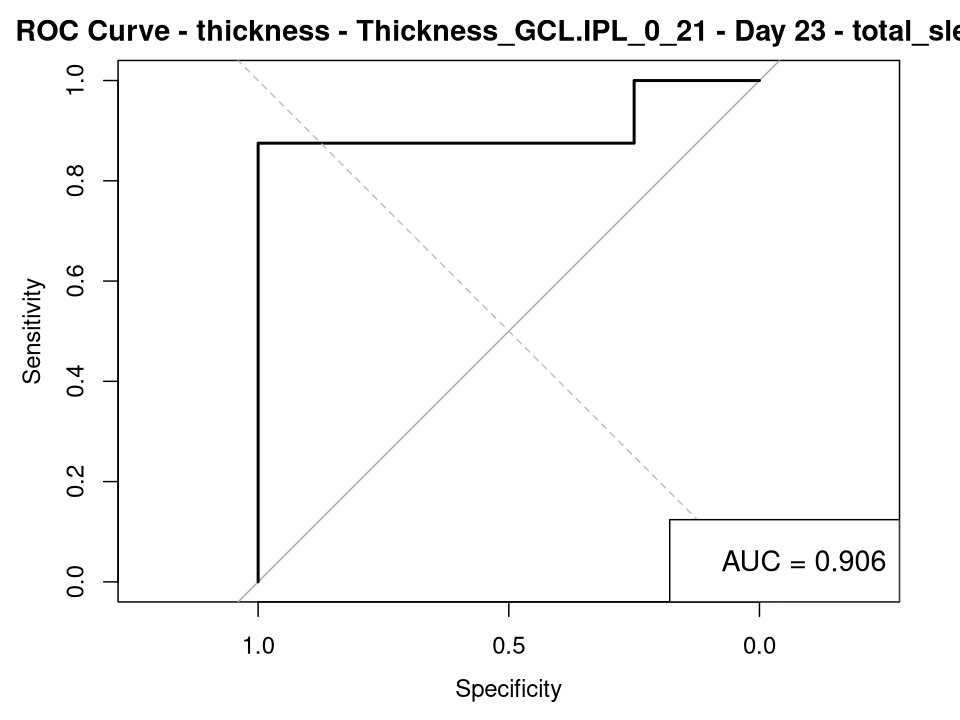 ROC Curve - thickness - Thickness_GCL.IPL_0_21 - Day 23 - total_sle
1.0
0.8
0.6
0.4
0.2
0.0
Sensitivity
AUC = 0.906
1.0 0.5 0.0
Specificity